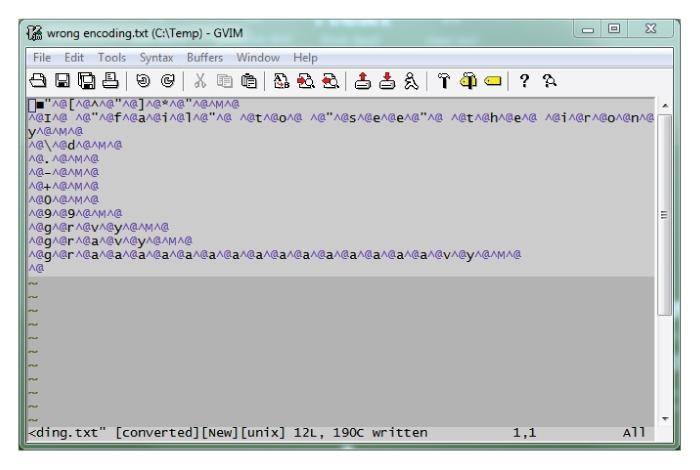 wrong encoding.txt (C:\Temp) - GVIM
File Edit Tools Syntax Buffers Window Help
■"^@[^@^^@"^@]^@*^@"^@^M^@
^@I^@ ^@"^@f^@a^@i^@l^@"^@ ^@t^@o^@ ^@"^@s^@e^@e^@"^@ ^@t^@h^@e^@ ^@i^@r^@o^@n^@
y^@^M^@
^@\^@d^@^M^@
^@.^@^M^@
^@-^@^M^@
^@+^@^M^@
^@0^@^M^@
^@9^@9^@^M^@
^@g^@r^@v^@y^@^M^@
^@g^@r^@a^@v^@y^@^M^@
^@g^@r^@a^@a^@a^@a^@a^@a^@a^@a^@a^@a^@a^@a^@a^@v^@y^@^M^@
^@
~
~
~
~
~
~
~
~
~
~
~
<ding.txt" [converted][New][unix] 12L, 190C written 1,1 All